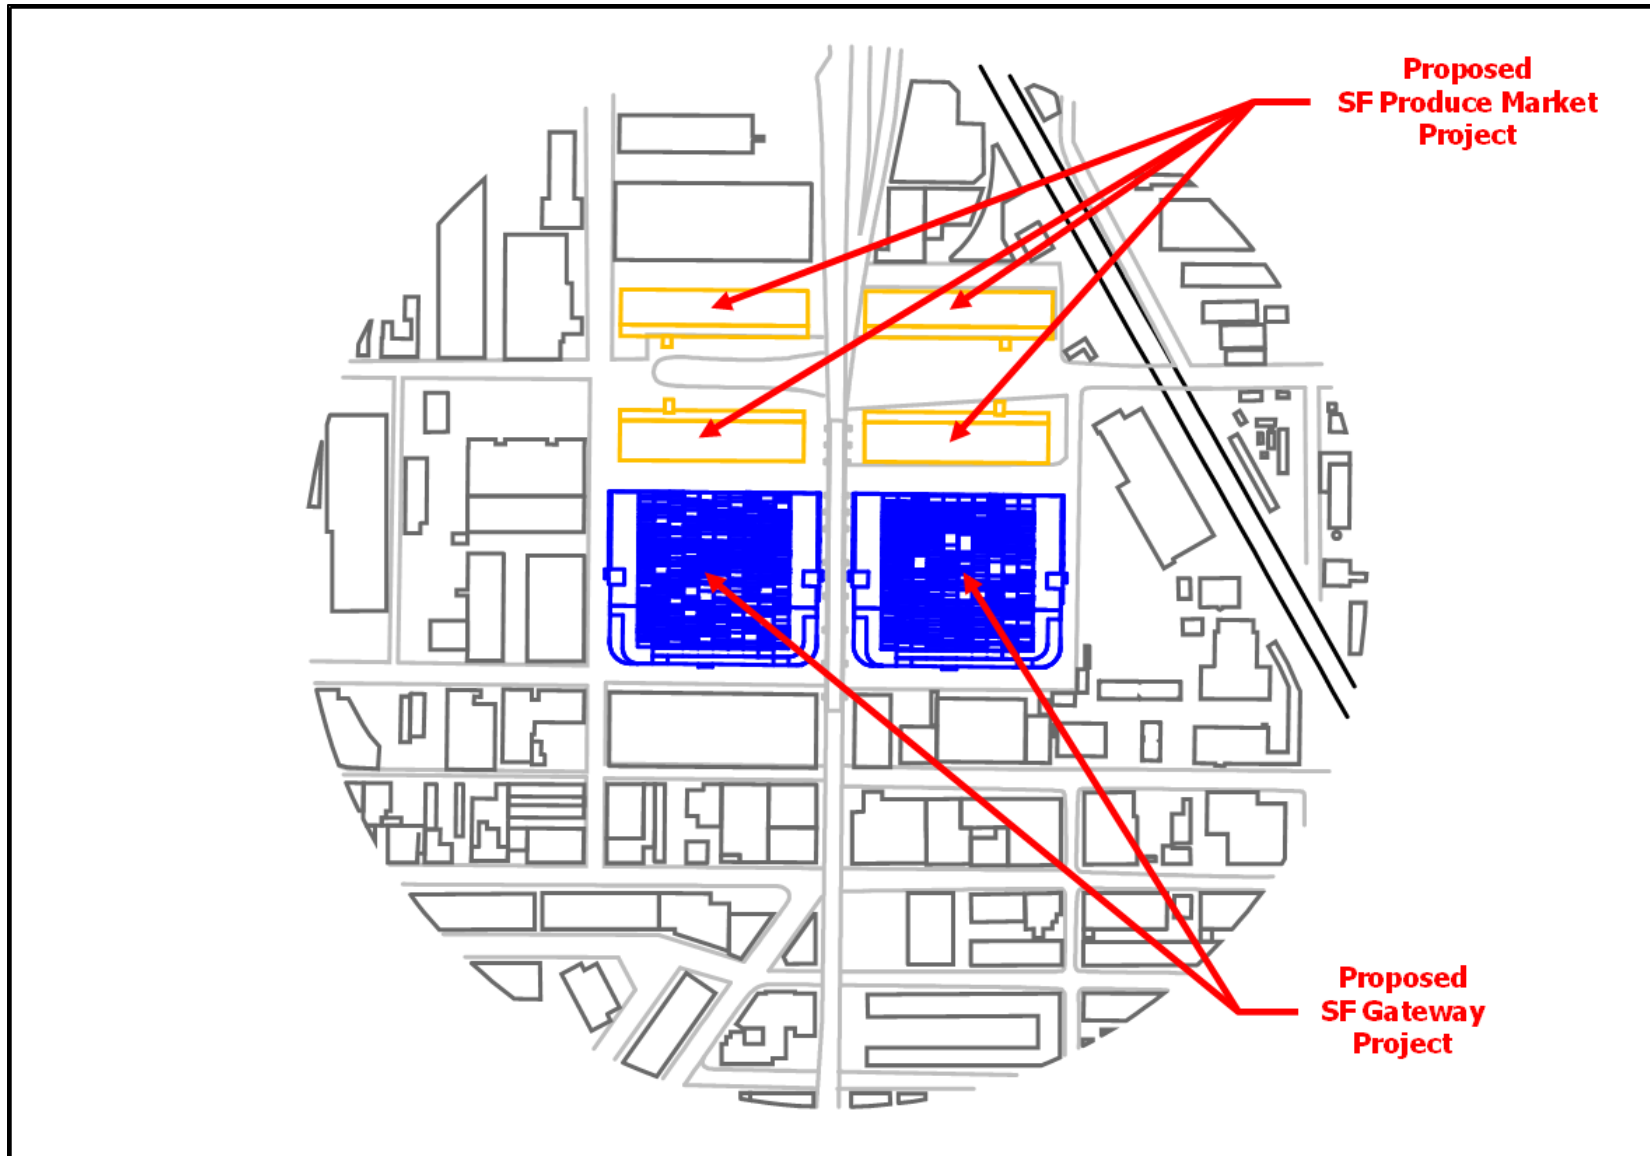 Proposed
SF Produce Market
Project
Proposed
SF Gateway
Project